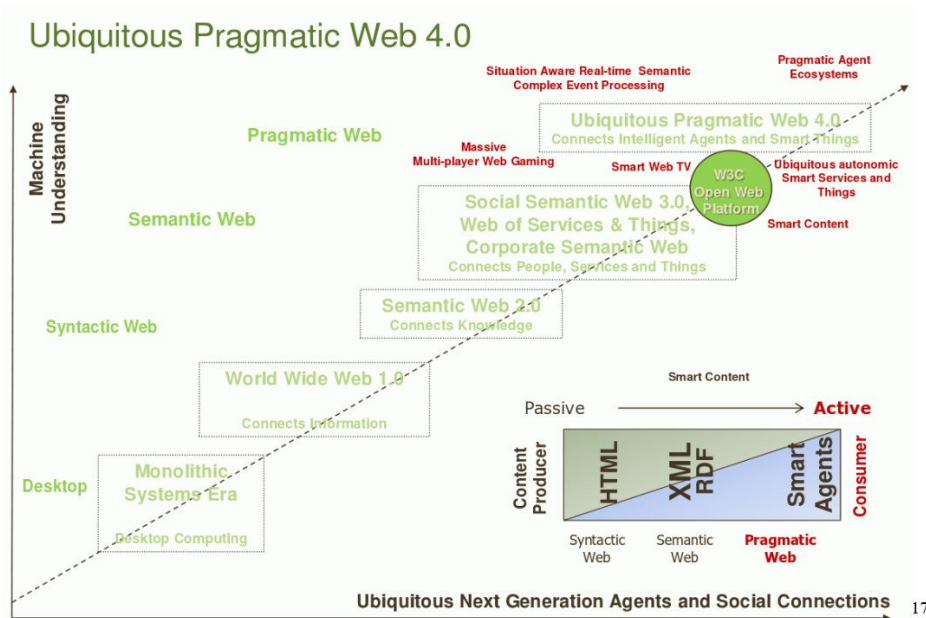 Ubiquitous Pragmatic Web 4.0
Machine
Understanding
Pragmatic Agent
Ecosystems
Situation Aware Real-time Semantic
Complex Event Processing
Ubiquitous Pragmatic Web 4.0
Connects Intelligent Agents and Smart Things
Pragmatic Web
Massive
Multi-player Web Gaming
Smart Web TV
W3C
Open Web
Platform
Ubiquitous autonomic
Smart Services and
Things
Smart Content
Semantic Web
Social Semantic Web 3.0,
Web of Services & Things,
Corporate Semantic Web
Connects People, Services and Things
Semantic Web 2.0
Connects Knowledge
Syntactic Web
World Wide Web 1.0
Connects Information
Desktop
Monolithic
Systems Era
Desktop Computing
Smart Content
Passive
Active
Content
Producer
HTML
XML
RDF
Smart
Agents
Consumer
Syntactic
Web
Semantic
Web
Pragmatic
Web
Ubiquitous Next Generation Agents and Social Connections
17